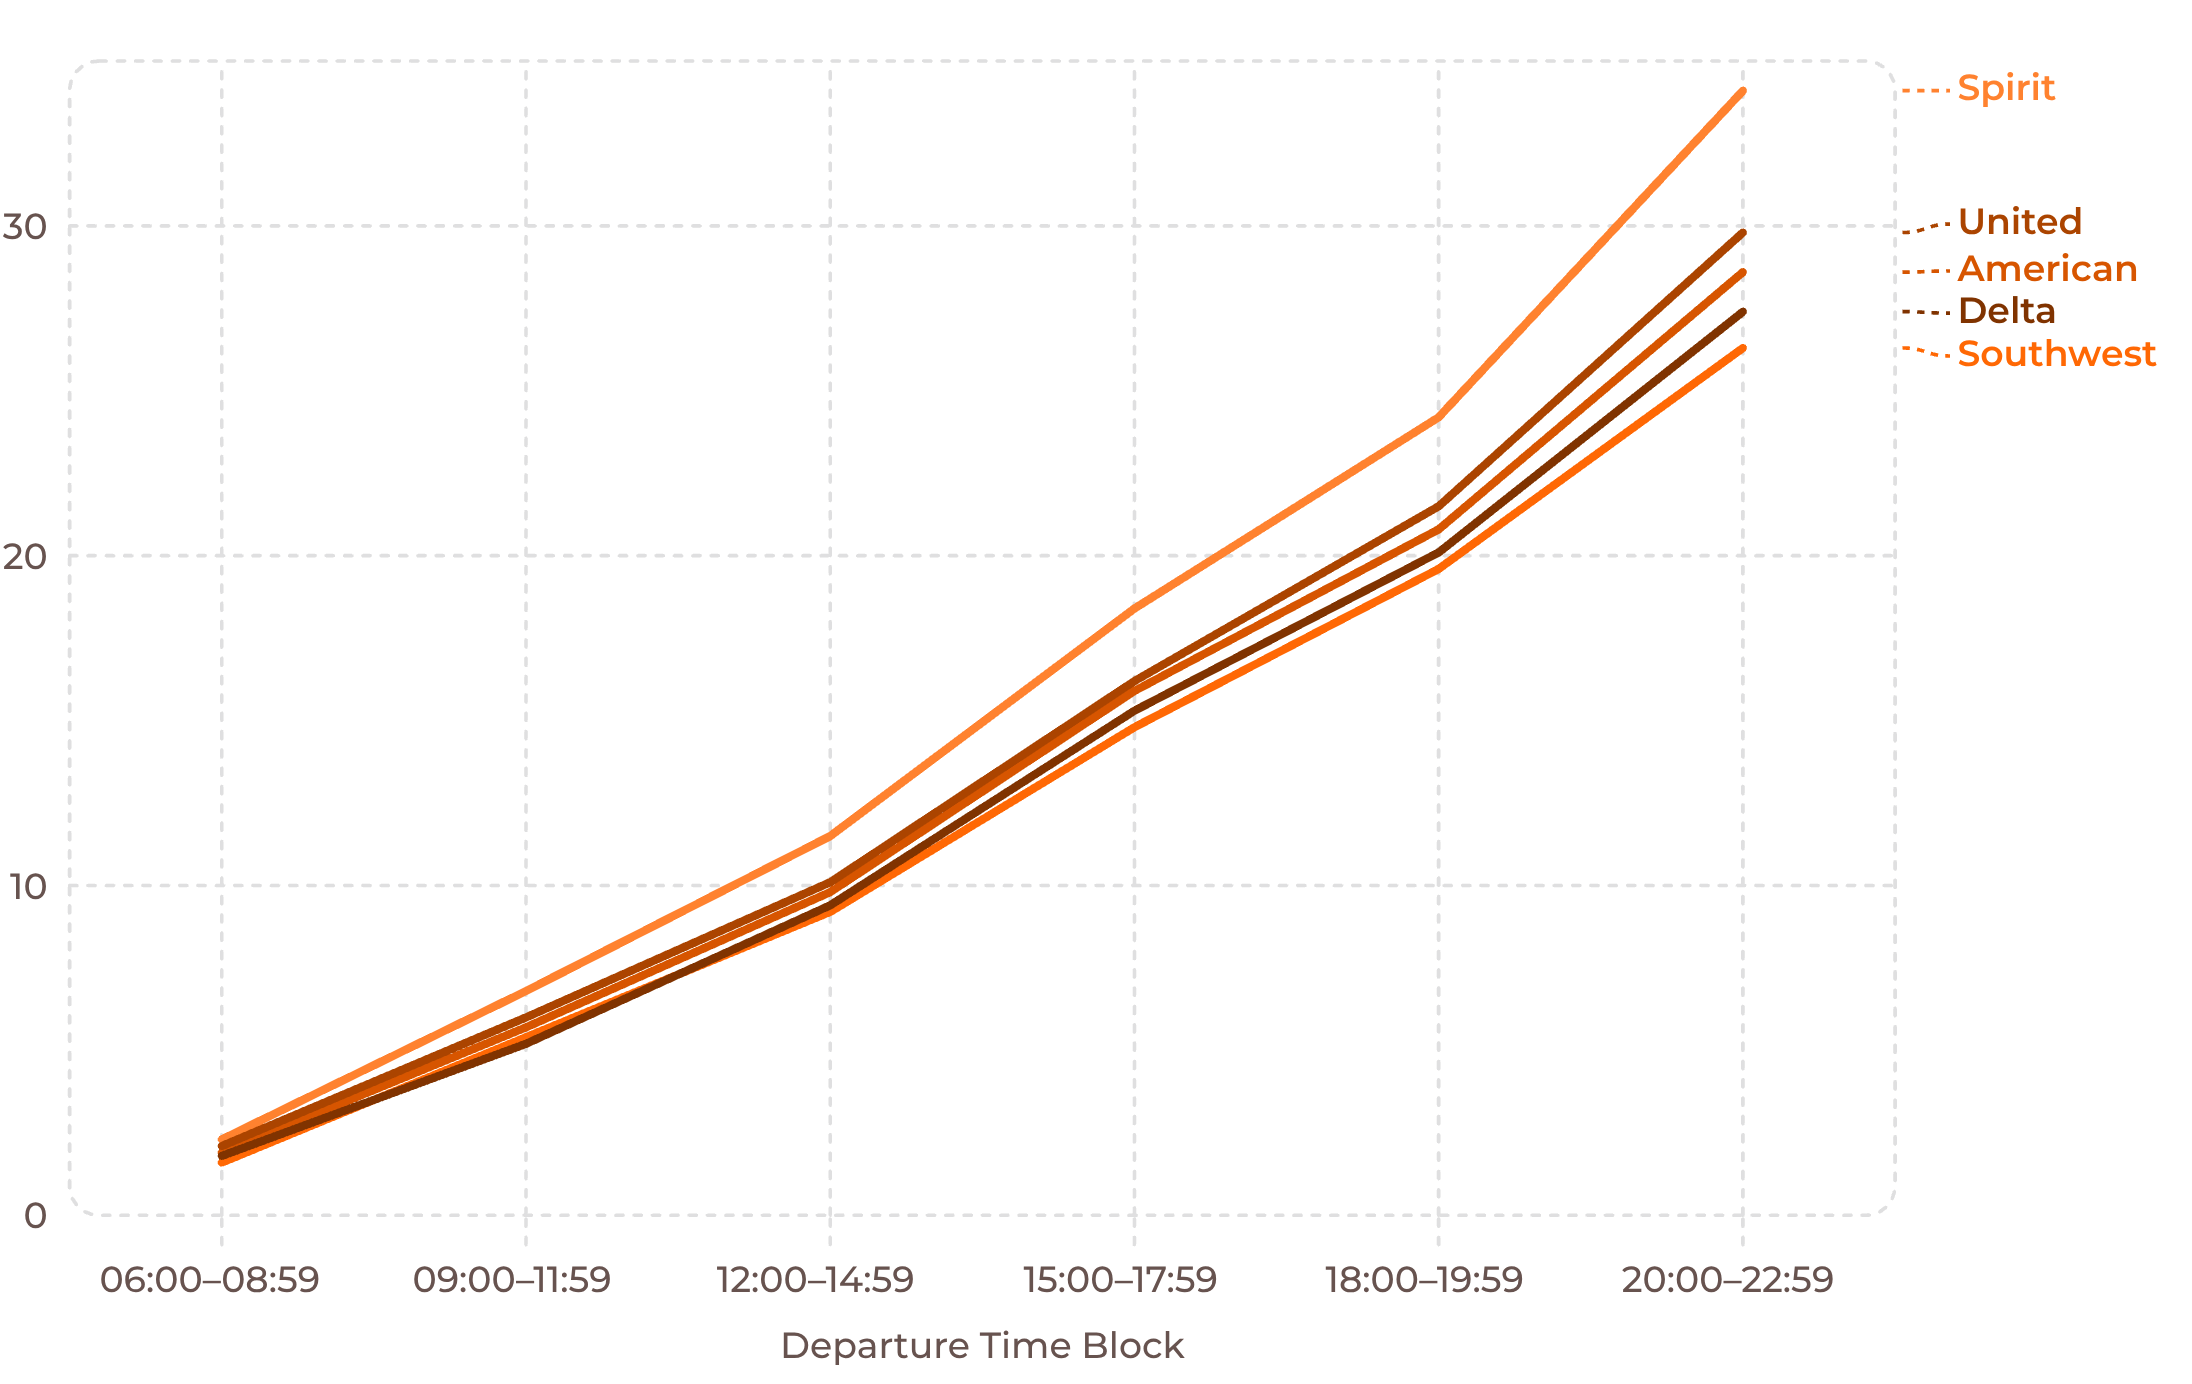 Spirit
30
United
American
Delta
Southwest
20
10
0
06:00–08:59 09:00–11:59 12:00–14:59 15:00–17:59 18:00–19:59 20:00–22:59
Departure Time Block